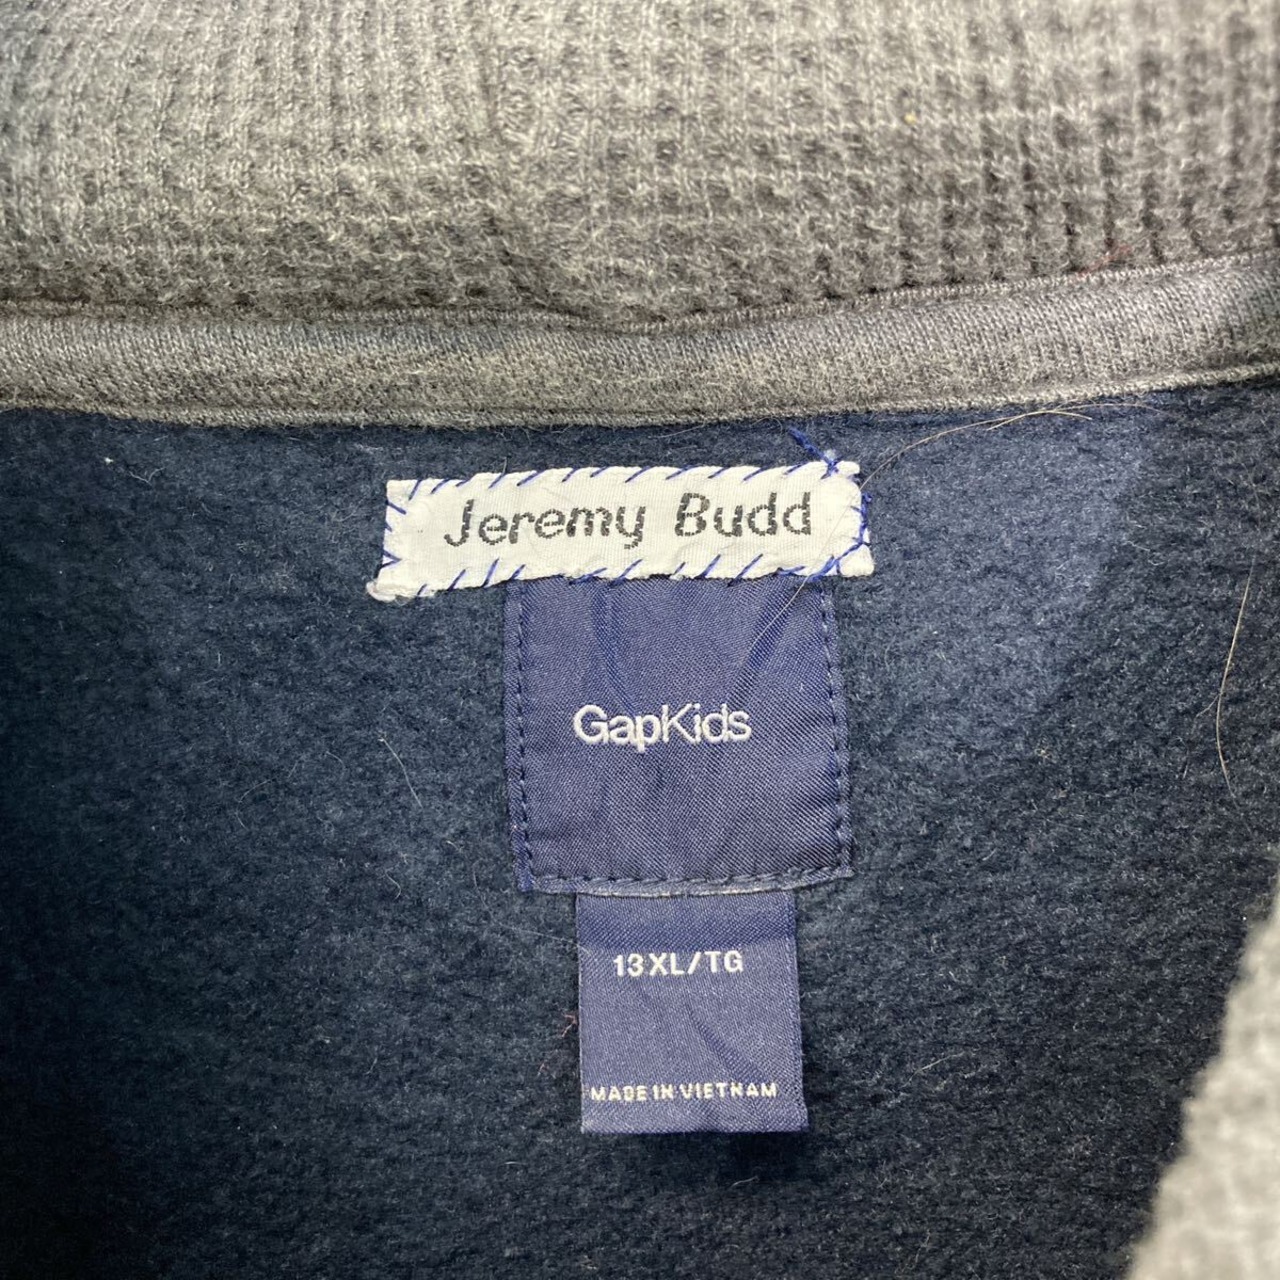 Jeremy Budd
GapKids
13XL/TG
MADE IN VIETNAM